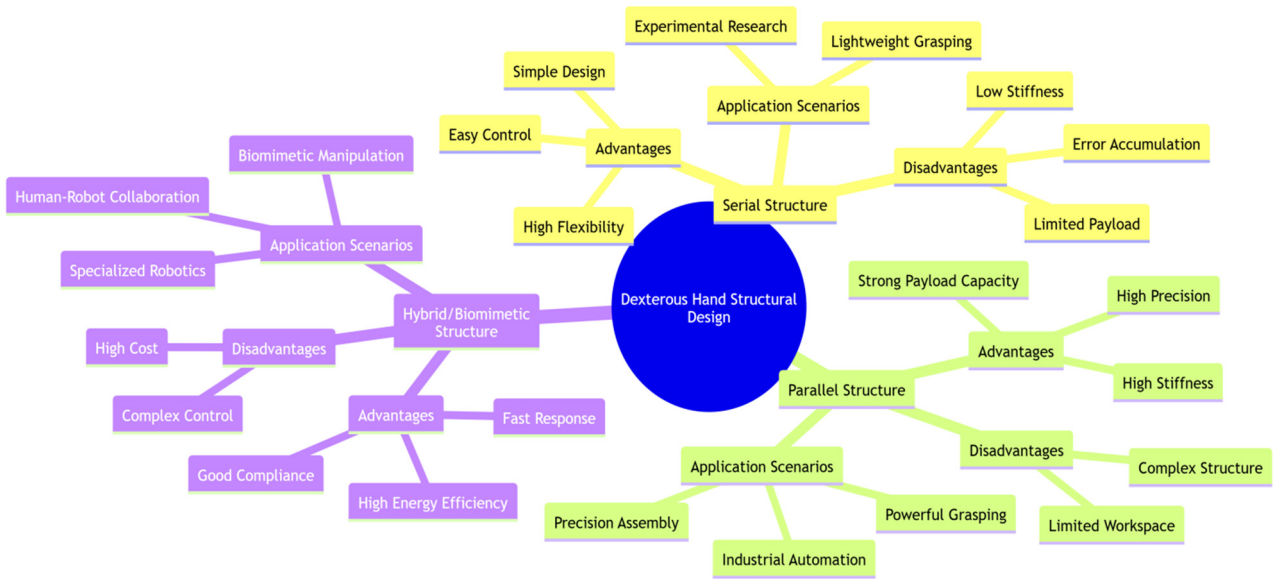 Dexterous Hand Structural
Design
Serial Structure
Advantages
Simple Design
Easy Control
High Flexibility
Application Scenarios
Experimental Research
Lightweight Grasping
Disadvantages
Low Stiffness
Error Accumulation
Limited Payload
Parallel Structure
Advantages
Strong Payload Capacity
High Precision
High Stiffness
Disadvantages
Complex Structure
Limited Workspace
Application Scenarios
Precision Assembly
Industrial Automation
Powerful Grasping
Hybrid/Biomimetic
Structure
Application Scenarios
Biomimetic Manipulation
Human-Robot Collaboration
Specialized Robotics
Disadvantages
High Cost
Complex Control
Advantages
Fast Response
Good Compliance
High Energy Efficiency